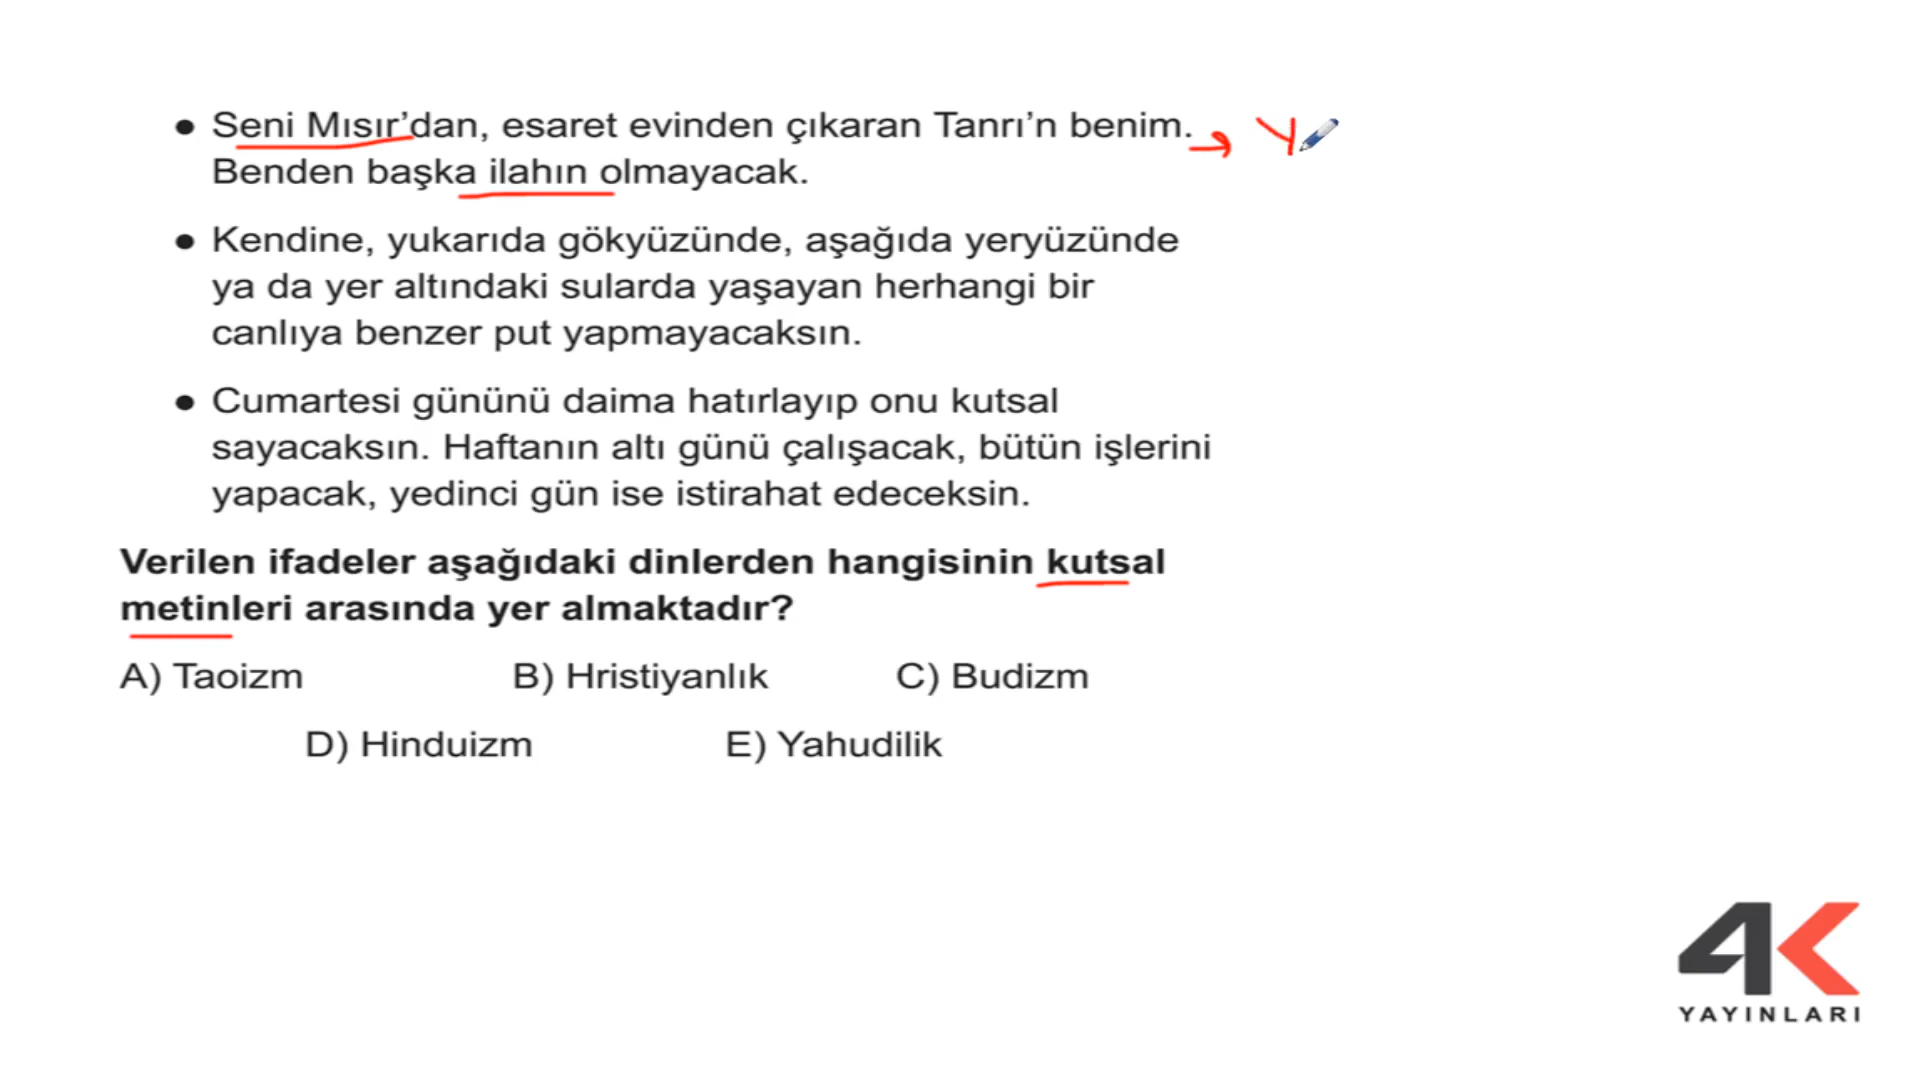 ● Seni Mısır’dan, esaret evinden çıkaran Tanrı’n benim. → Y
Benden başka ilahın olmayacak.
● Kendine, yukarıda gökyüzünde, aşağıda yeryüzünde
ya da yer altındaki sularda yaşayan herhangi bir
canlıya benzer put yapmayacaksın.
● Cumartesi gününü daima hatırlayıp onu kutsal
sayacaksın. Haftanın altı günü çalışacak, bütün işlerini
yapacak, yedinci gün ise istirahat edeceksin.
Verilen ifadeler aşağıdaki dinlerden hangisinin kutsal
metinleri arasında yer almaktadır?
A) Taoizm B) Hristiyanlık C) Budizm
D) Hinduizm E) Yahudilik
4K
YAYINLARI